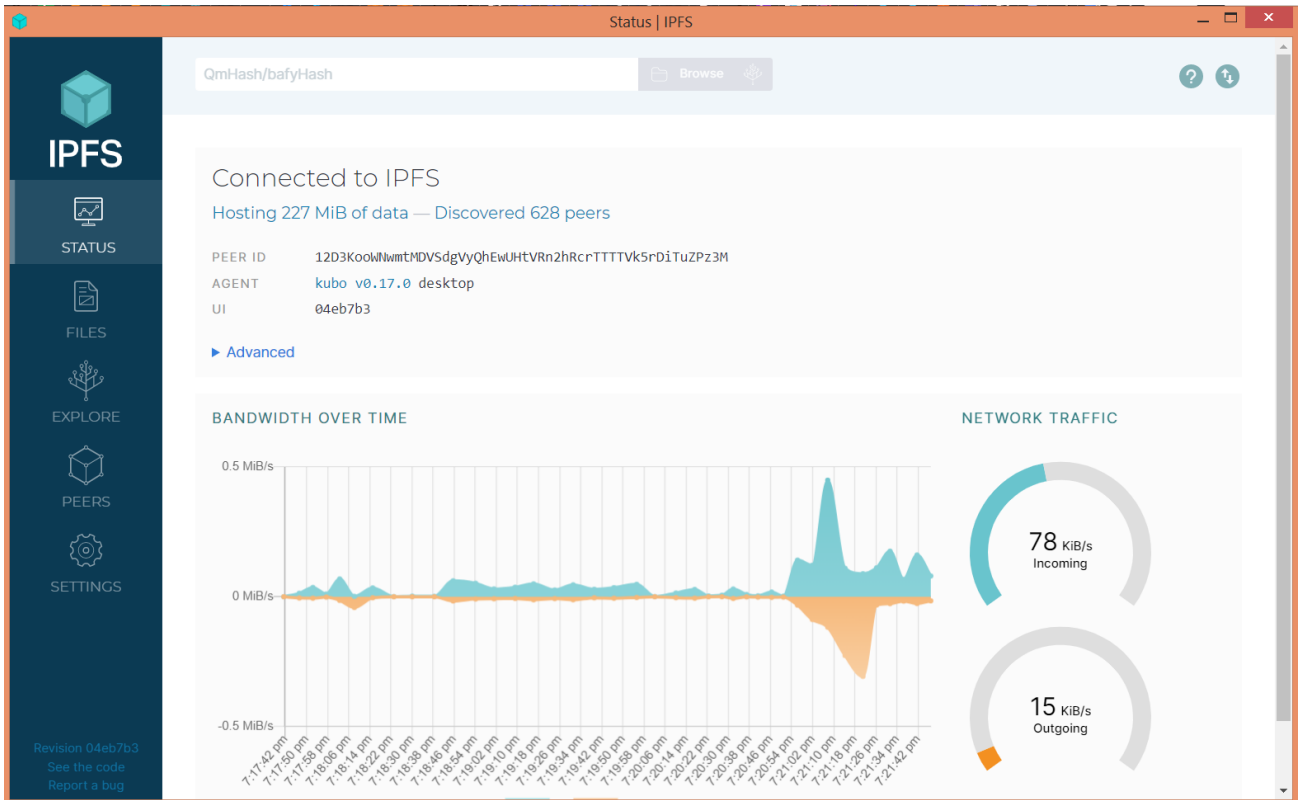 Status | IPFS
QmHash/bafyHash
Browse
IPFS
STATUS
FILES
EXPLORE
PEERS
SETTINGS
Revision 04eb7b3
See the code
Report a bug
Connected to IPFS
Hosting 227 MiB of data — Discovered 628 peers
PEER ID 12D3KooWNwmtMDVSdgVyQhEwUHtVRn2hRcrTTTTVk5rDiTuZPz3M
AGENT kubo v0.17.0 desktop
UI 04eb7b3
Advanced
BANDWIDTH OVER TIME
0.5 MiB/s
0 MiB/s
-0.5 MiB/s
7:17:42 pm
7:17:50 pm
7:17:58 pm
7:18:06 pm
7:18:14 pm
7:18:22 pm
7:18:30 pm
7:18:38 pm
7:18:46 pm
7:18:54 pm
7:19:02 pm
7:19:10 pm
7:19:18 pm
7:19:26 pm
7:19:34 pm
7:19:42 pm
7:19:50 pm
7:19:58 pm
7:20:06 pm
7:20:14 pm
7:20:22 pm
7:20:30 pm
7:20:38 pm
7:20:46 pm
7:20:54 pm
7:21:02 pm
7:21:10 pm
7:21:18 pm
7:21:26 pm
7:21:34 pm
7:21:42 pm
NETWORK TRAFFIC
78 KiB/s
Incoming
15 KiB/s
Outgoing